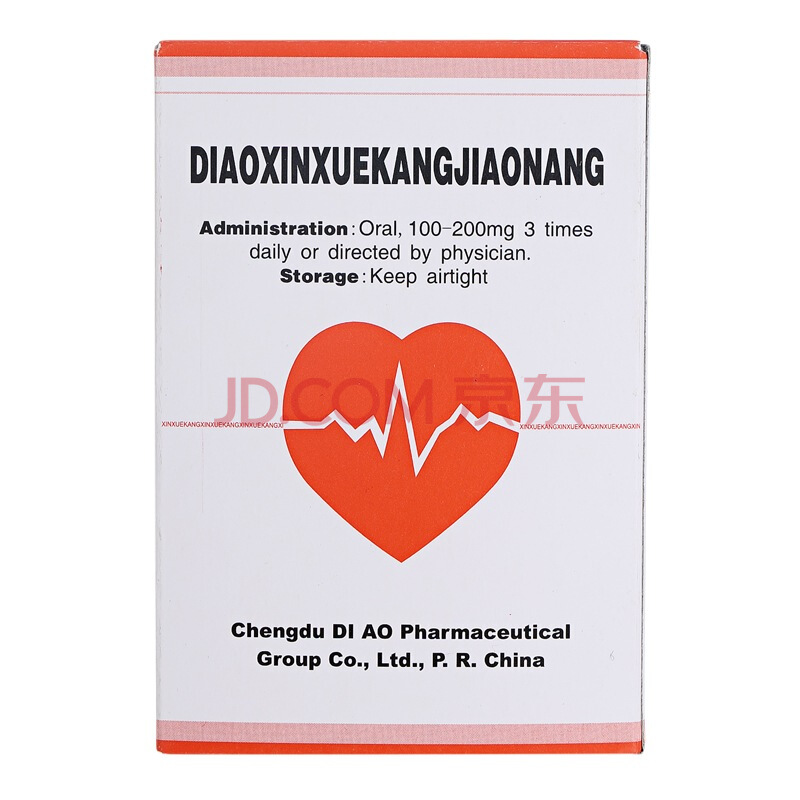 DIAOXINXUEKANGJIAONANG
Administration:Oral, 100-200mg 3 times
daily or directed by physician.
Storage:Keep airtight
JD.COM 京东
XINXUEKANGXINXUEKANGXINXUEKANGXI
XINXUEKANGXINXUEKANGXINXUEKANGXIN
Chengdu DI AO Pharmaceutical
Group Co., Ltd., P. R. China